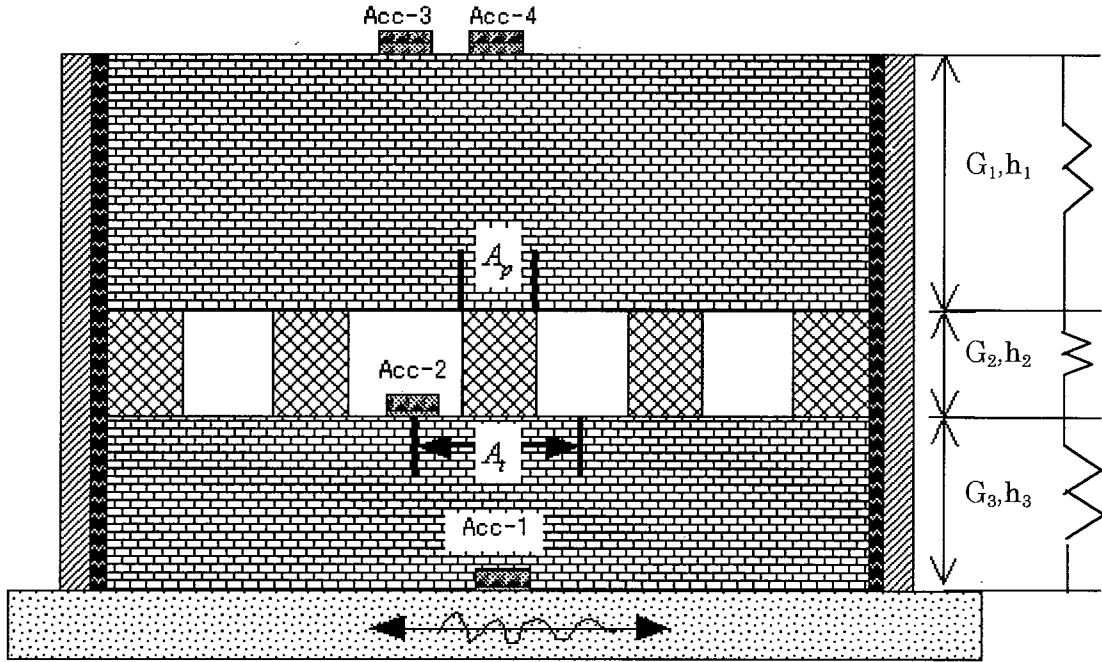 Acc-3
Acc-4
G₁,h₁
Aₚ
G₂,h₂
Acc-2
Aₜ
G₃,h₃
Acc-1